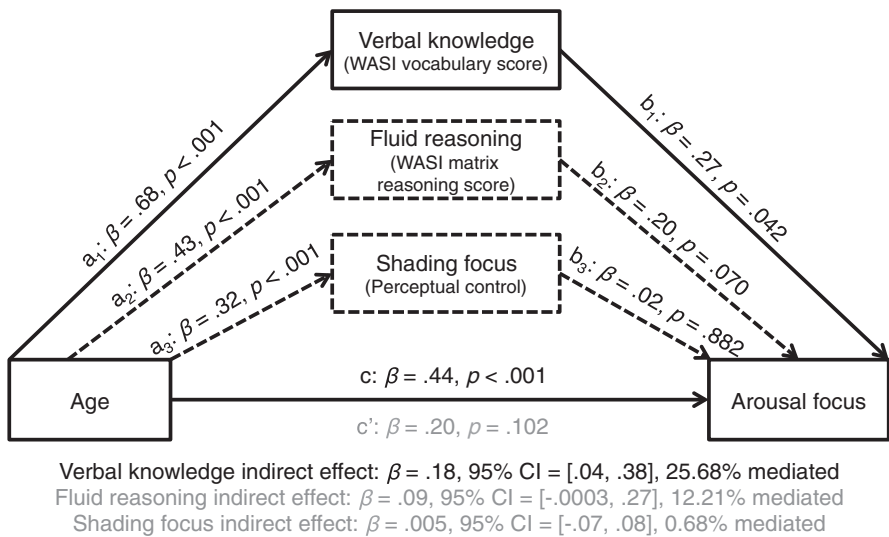 Verbal knowledge
(WASI vocabulary score)
a₁: β = .68, p < .001
b₁: β = .27, p = .042
Fluid reasoning
(WASI matrix
reasoning score)
a₂: β = .43, p < .001
b₂: β = .20, p = .070
Shading focus
(Perceptual control)
a₃: β = .32, p < .001
b₃: β = .02, p = .882
Age
c: β = .44, p < .001
c': β = .20, p = .102
Arousal focus
Verbal knowledge indirect effect: β = .18, 95% CI = [.04, .38], 25.68% mediated
Fluid reasoning indirect effect: β = .09, 95% CI = [-.0003, .27], 12.21% mediated
Shading focus indirect effect: β = .005, 95% CI = [-.07, .08], 0.68% mediated